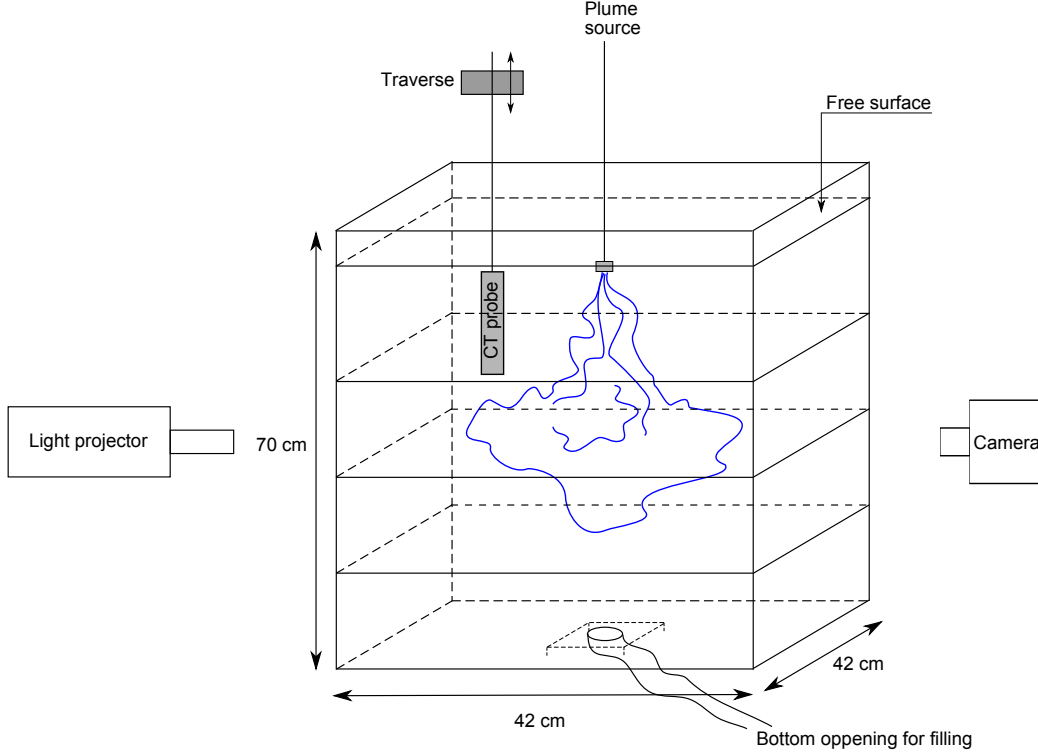 Plume
source
Traverse
Free surface
CT probe
Light projector
70 cm
Camera
42 cm
42 cm
Bottom oppening for filling